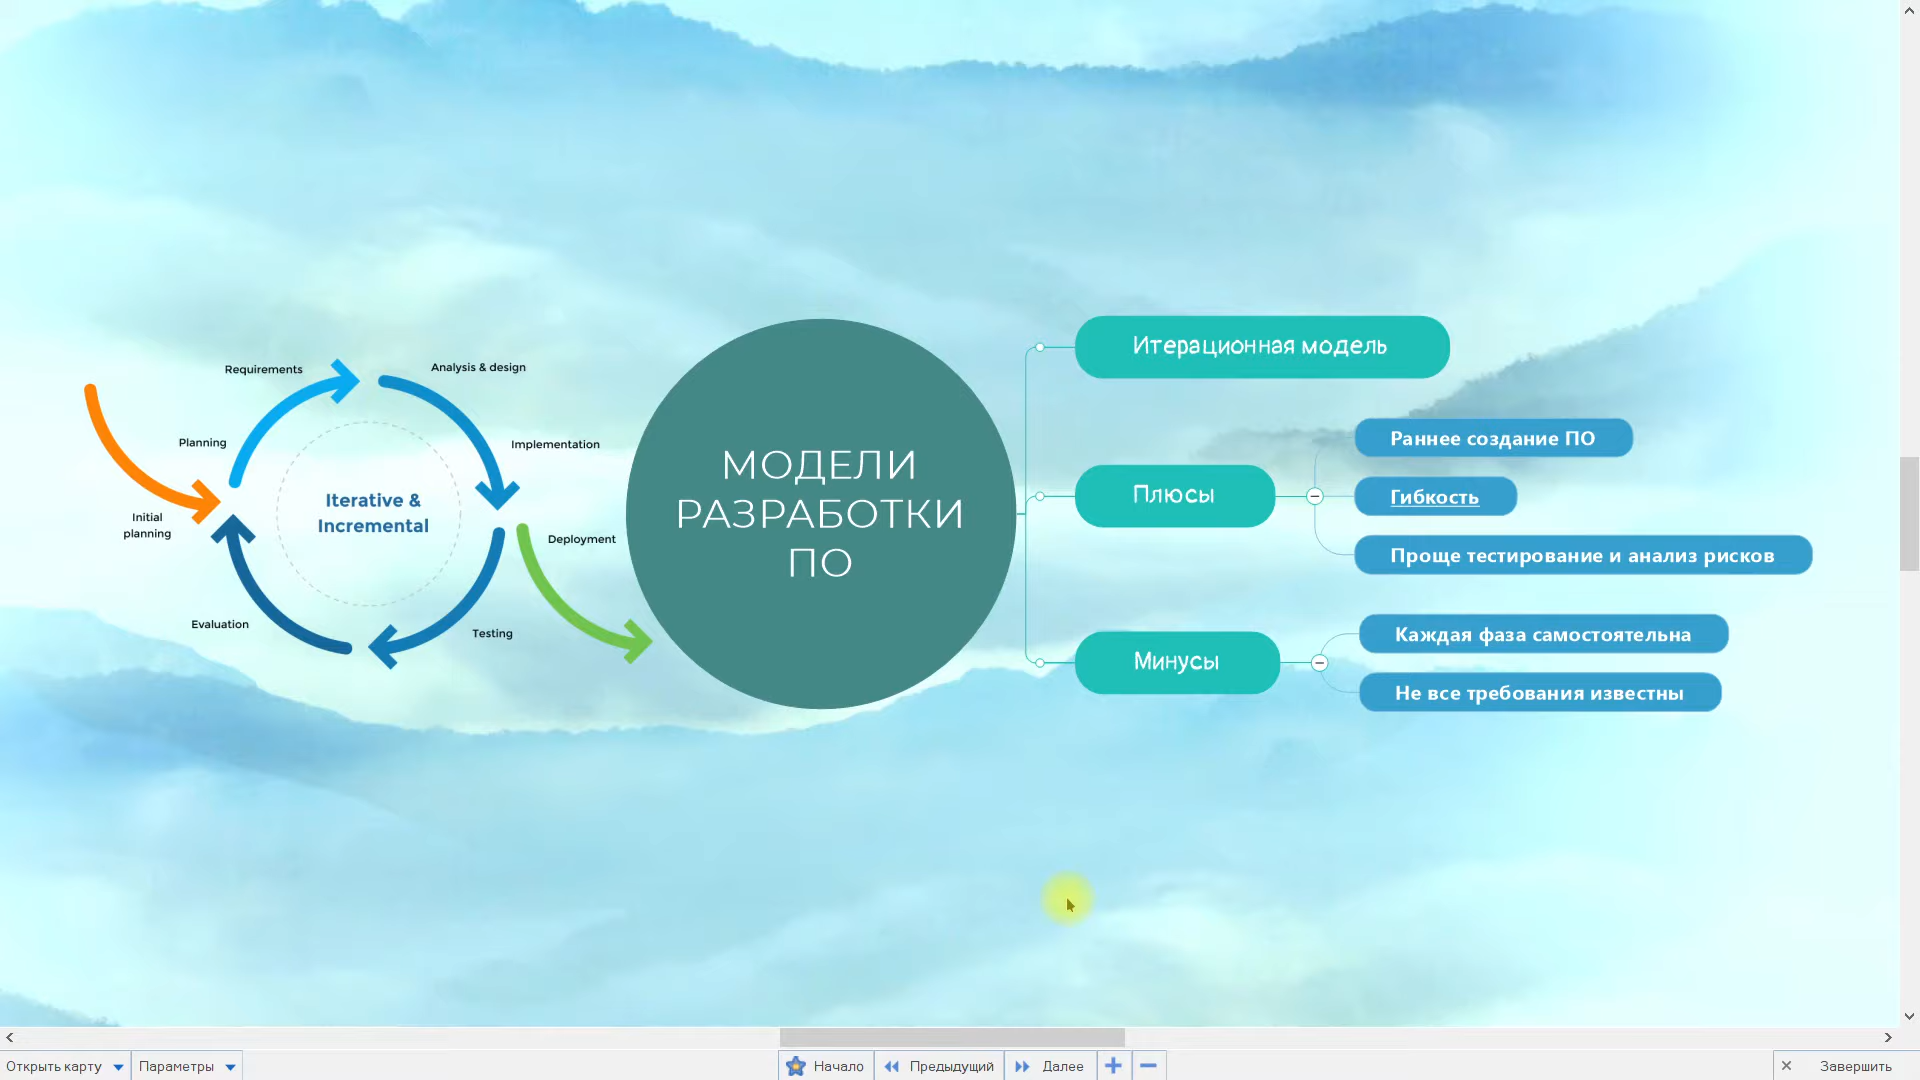 Requirements
Analysis & design
Planning
Implementation
Iterative &
Incremental
Initial
planning
Deployment
Evaluation
Testing
МОДЕЛИ
РАЗРАБОТКИ
ПО
Итерационная модель
Плюсы
Раннее создание ПО
Гибкость
Проще тестирование и анализ рисков
Минусы
Каждая фаза самостоятельна
Не все требования известны
Открыть карту
Параметры
Начало
Предыдущий
Далее
Завершить